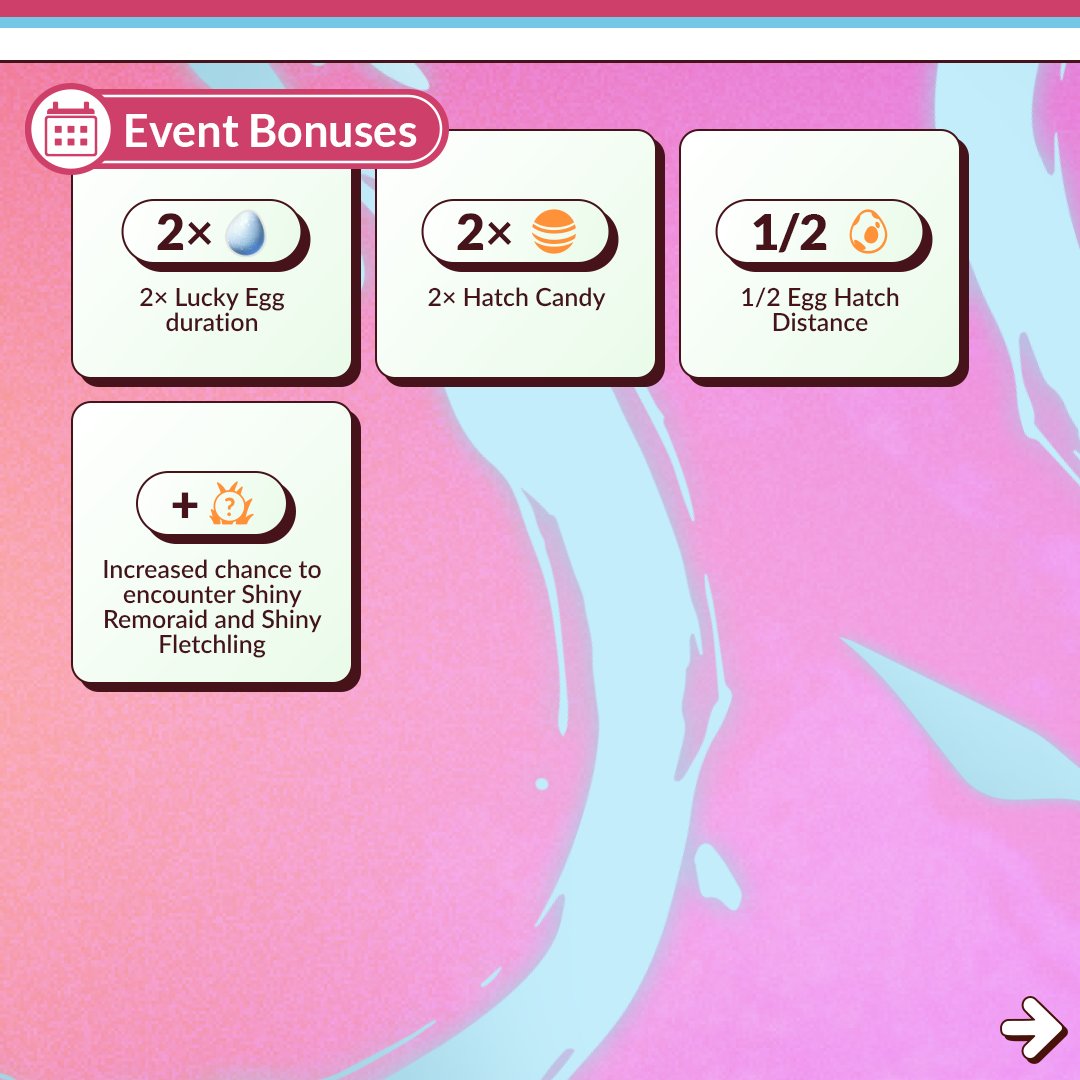 Event Bonuses
2×
2× Lucky Egg
duration
2×
2× Hatch Candy
1/2
1/2 Egg Hatch
Distance
+ ?
Increased chance to
encounter Shiny
Remoraid and Shiny
Fletchling